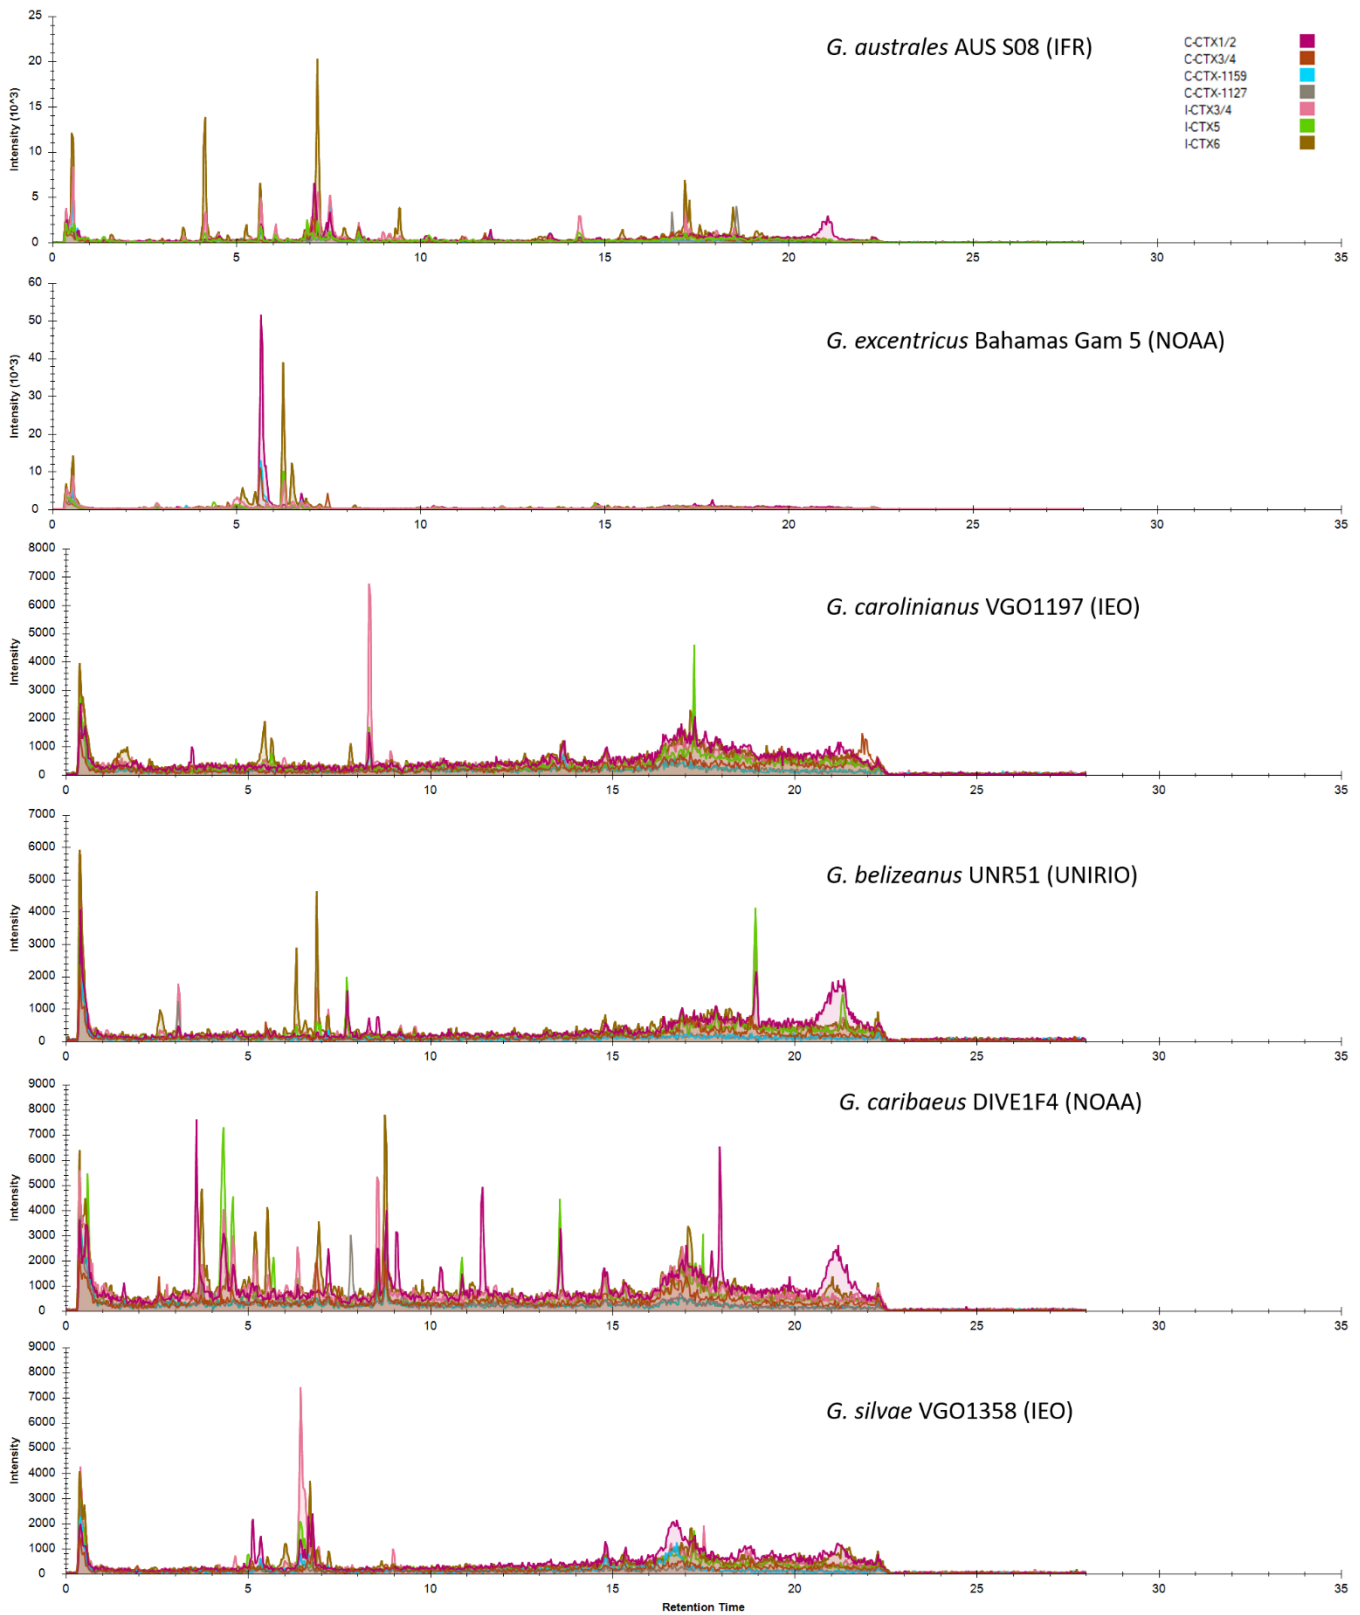 G. australes AUS S08 (IFR)
C-CTX1/2
C-CTX3/4
C-CTX-1159
C-CTX-1127
I-CTX3/4
I-CTX5
I-CTX6
Intensity (10^3)
25
20
15
10
5
0
0 5 10 15 20 25 30 35
G. excentricus Bahamas Gam 5 (NOAA)
Intensity (10^3)
60
50
40
30
20
10
0
0 5 10 15 20 25 30 35
G. carolinianus VGO1197 (IEO)
Intensity
8000
7000
6000
5000
4000
3000
2000
1000
0
0 5 10 15 20 25 30 35
G. belizeanus UNR51 (UNIRIO)
Intensity
7000
6000
5000
4000
3000
2000
1000
0
0 5 10 15 20 25 30 35
G. caribaeus DIVE1F4 (NOAA)
Intensity
9000
8000
7000
6000
5000
4000
3000
2000
1000
0
0 5 10 15 20 25 30 35
G. silvae VGO1358 (IEO)
Intensity
9000
8000
7000
6000
5000
4000
3000
2000
1000
0
0 5 10 15 20 25 30 35
Retention Time